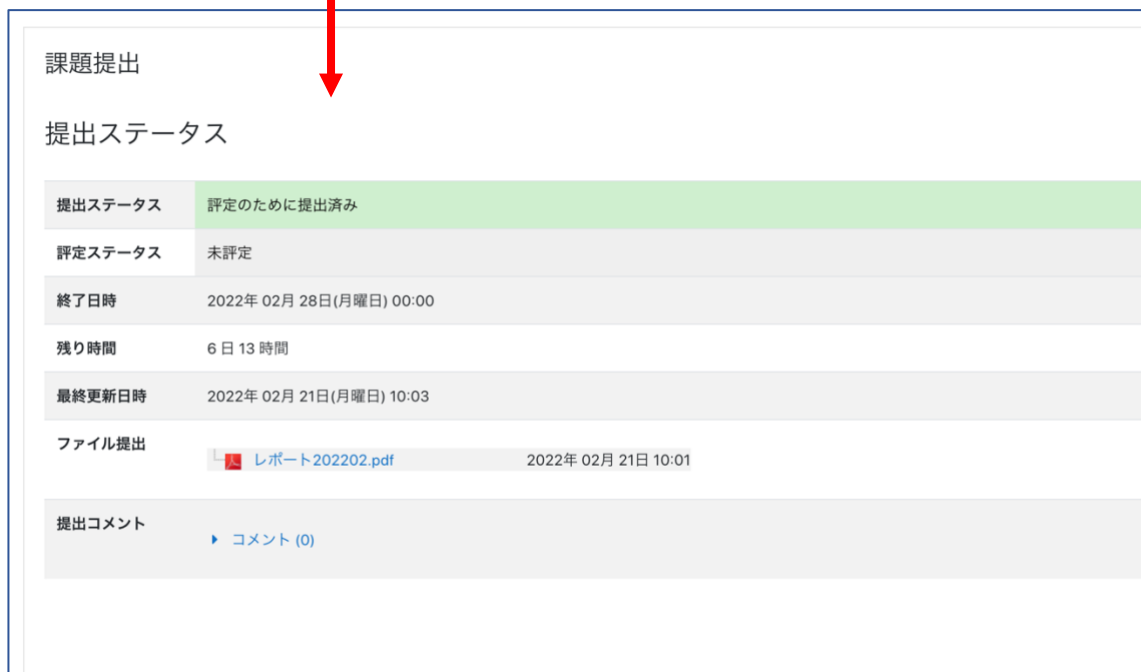 課題提出
提出ステータス
提出ステータス 評定のために提出済み
評定ステータス 未評定
終了日時 2022年 02月 28日(月曜日) 00:00
残り時間 6 日 13 時間
最終更新日時 2022年 02月 21日(月曜日) 10:03
ファイル提出
レポート202202.pdf 2022年 02月 21日 10:01
提出コメント
コメント (0)